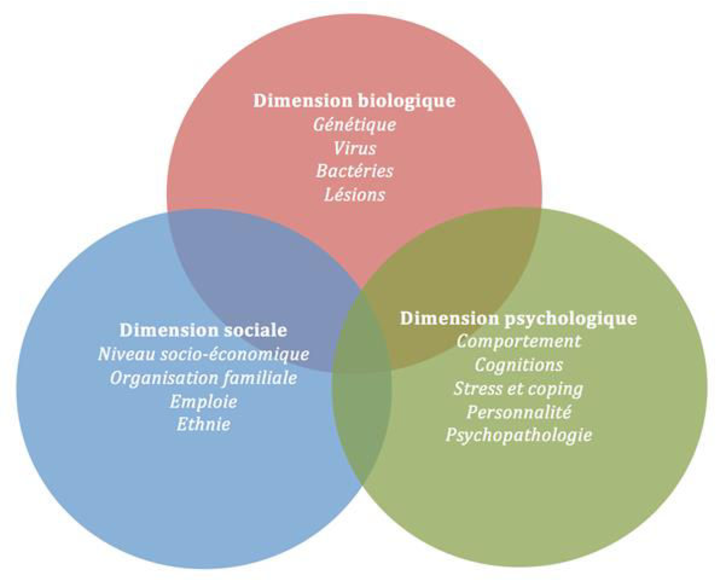 Dimension biologique
Génétique
Virus
Bactéries
Lésions
Dimension sociale
Niveau socio-économique
Organisation familiale
Emploie
Ethnie
Dimension psychologique
Comportement
Cognitions
Stress et coping
Personnalité
Psychopathologie